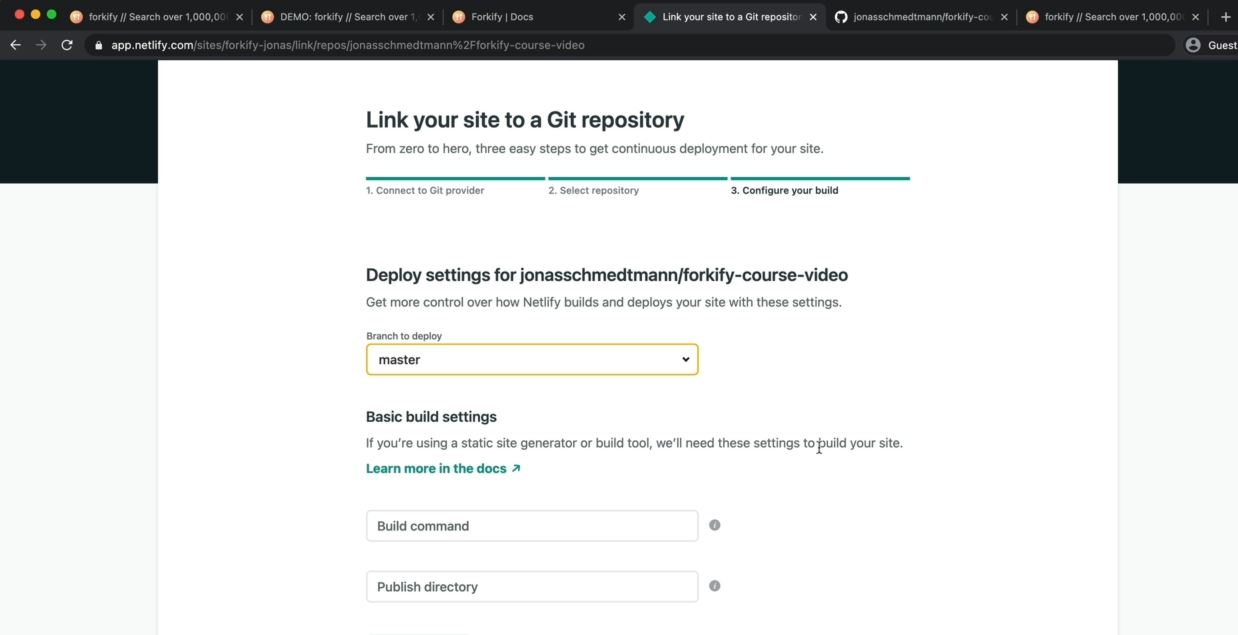 forkify // Search over 1,000,00
DEMO: forkify // Search over 1,
Forkify | Docs
Link your site to a Git reposito
jonasschmedtmann/forkify-co
forkify // Search over 1,000,00
app.netlify.com/sites/forkify-jonas/link/repos/jonasschmedtmann%2Fforkify-course-video
Guest
Link your site to a Git repository
From zero to hero, three easy steps to get continuous deployment for your site.
1. Connect to Git provider
2. Select repository
3. Configure your build
Deploy settings for jonasschmedtmann/forkify-course-video
Get more control over how Netlify builds and deploys your site with these settings.
Branch to deploy
master
Basic build settings
If you're using a static site generator or build tool, we'll need these settings to build your site.
Learn more in the docs ↗
Build command
Publish directory